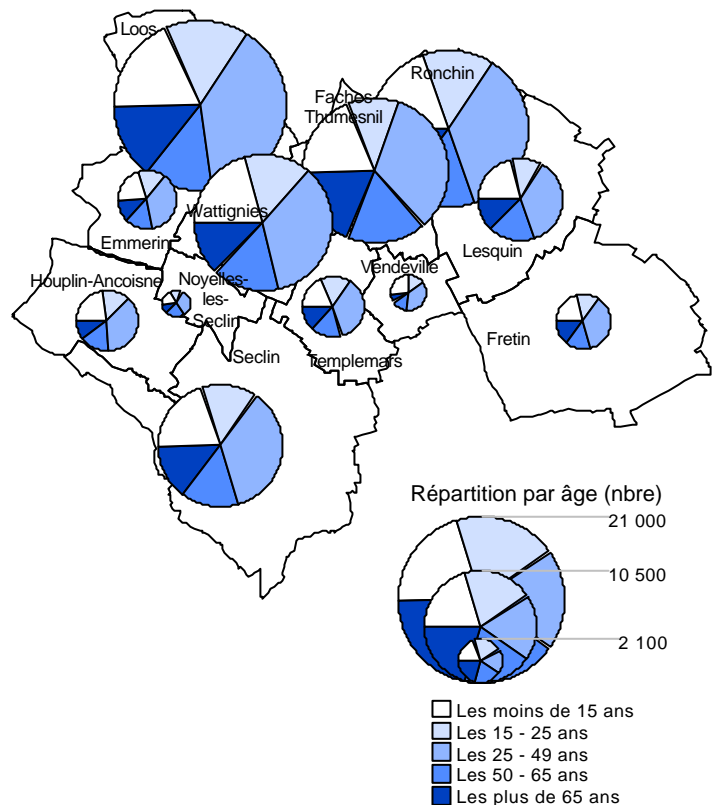 Loos
Ronchin
Faches
Thumesnil
Wattignies
Emmerin
Lesquin
Vendeville
Houplin-Ancoisne
Noyelles-
les-
Seclin
Fretin
Seclin
Templemars
Répartition par âge (nbre)
21 000
10 500
2 100
Les moins de 15 ans
Les 15 - 25 ans
Les 25 - 49 ans
Les 50 - 65 ans
Les plus de 65 ans